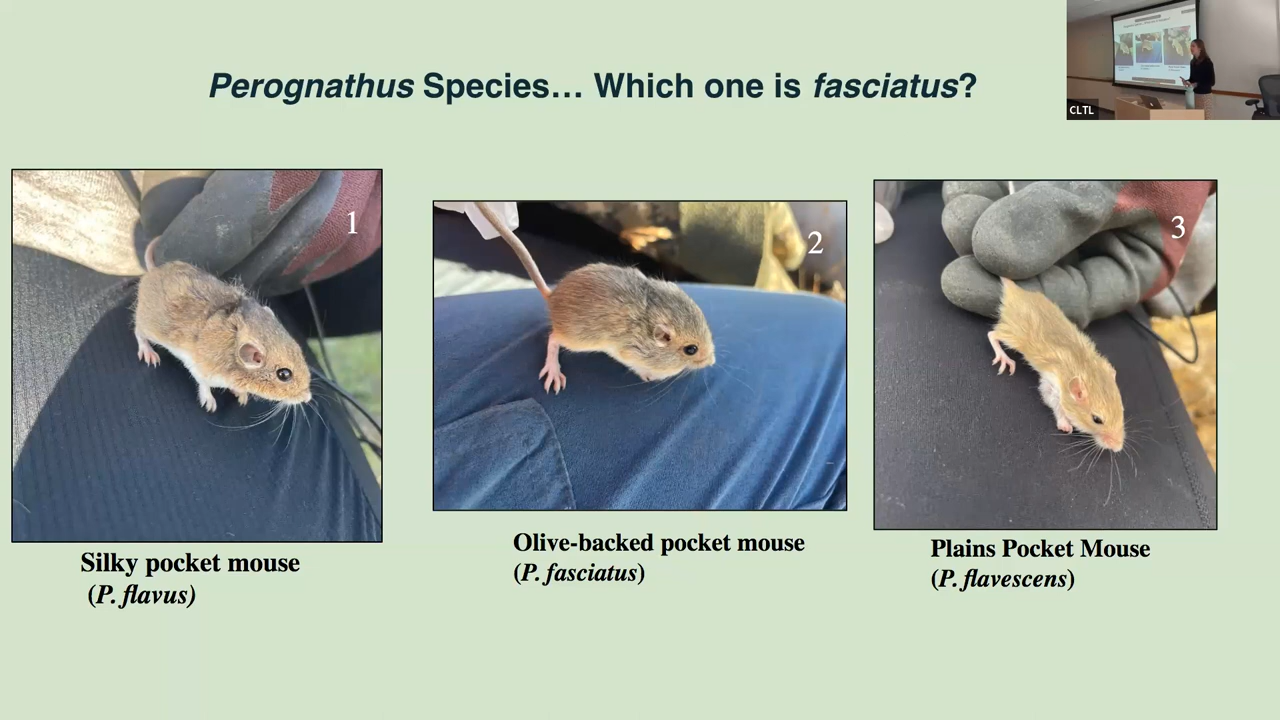 Perognathus Species... Which one is fasciatus?
CLTL
1
2
3
Silky pocket mouse
(P. flavus)
Olive-backed pocket mouse
(P. fasciatus)
Plains Pocket Mouse
(P. flavescens)